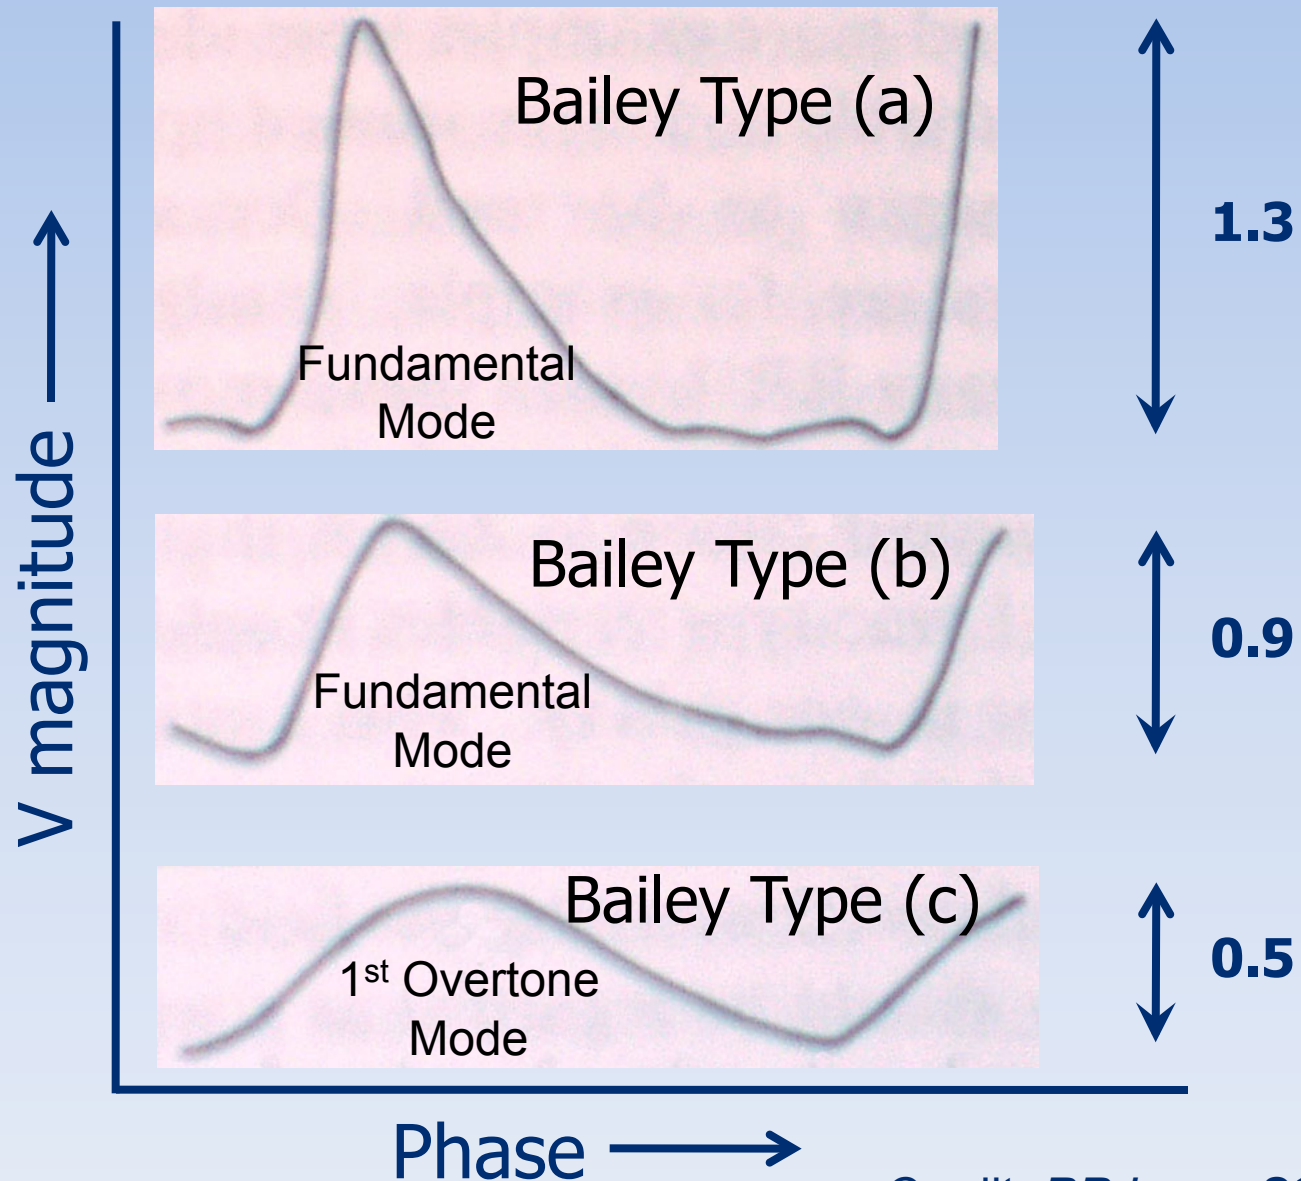 Bailey Type (a)
1.3
Fundamental
Mode
Bailey Type (b)
0.9
Fundamental
Mode
V magnitude
Bailey Type (c)
0.5
1st Overtone
Mode
Phase